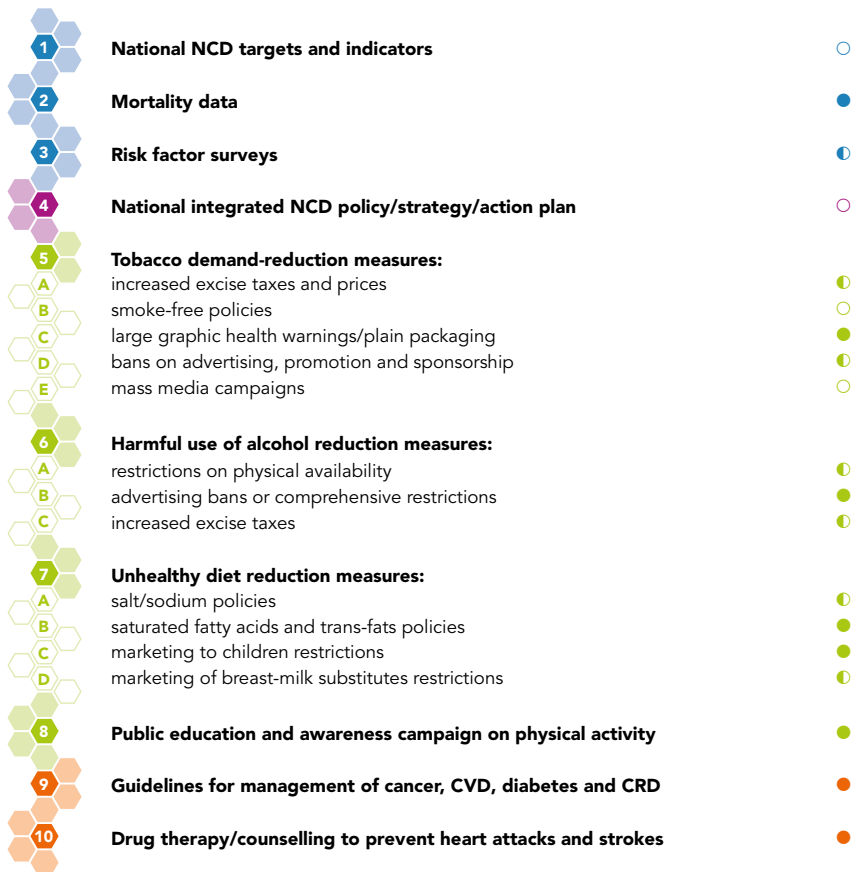 1 National NCD targets and indicators
2 Mortality data
3 Risk factor surveys
4 National integrated NCD policy/strategy/action plan
5 Tobacco demand-reduction measures:
A increased excise taxes and prices
B smoke-free policies
C large graphic health warnings/plain packaging
D bans on advertising, promotion and sponsorship
E mass media campaigns
6 Harmful use of alcohol reduction measures:
A restrictions on physical availability
B advertising bans or comprehensive restrictions
C increased excise taxes
7 Unhealthy diet reduction measures:
A salt/sodium policies
B saturated fatty acids and trans-fats policies
C marketing to children restrictions
D marketing of breast-milk substitutes restrictions
8 Public education and awareness campaign on physical activity
9 Guidelines for management of cancer, CVD, diabetes and CRD
10 Drug therapy/counselling to prevent heart attacks and strokes